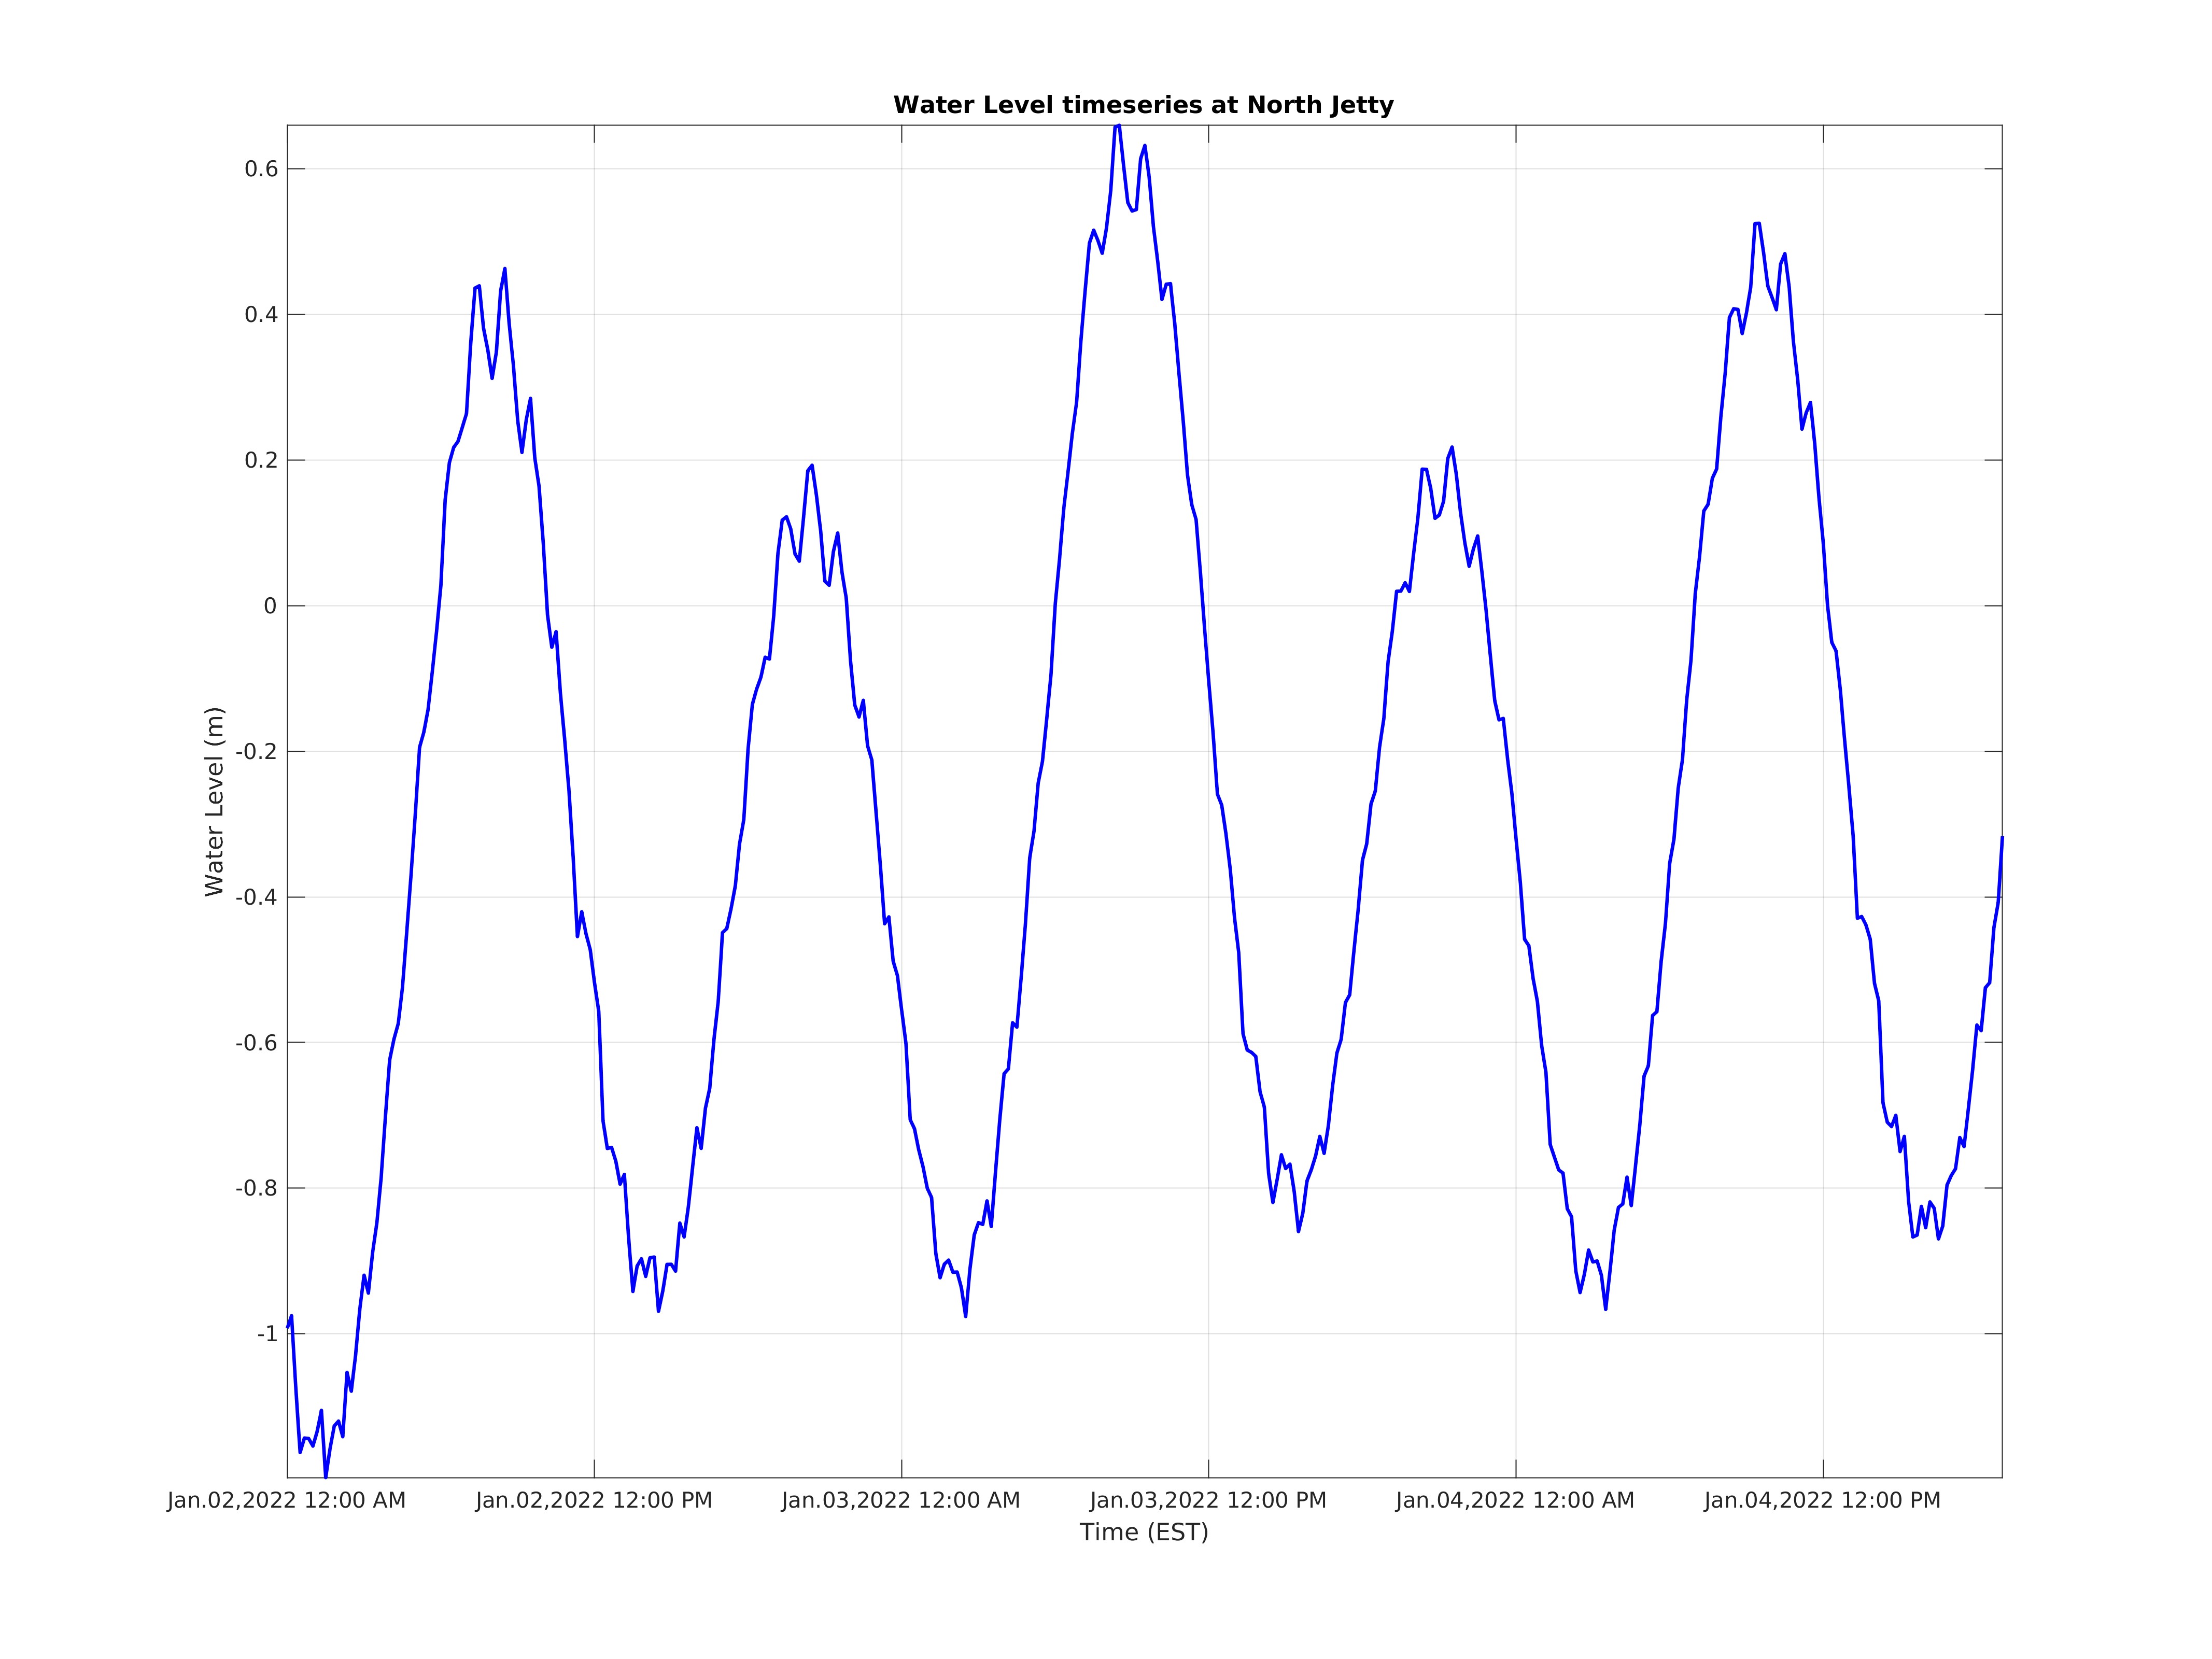 Water Level timeseries at North Jetty
0.6
0.4
0.2
0
-0.2
-0.4
-0.6
-0.8
-1
Water Level (m)
Jan.02,2022 12:00 AM Jan.02,2022 12:00 PM Jan.03,2022 12:00 AM Jan.03,2022 12:00 PM Jan.04,2022 12:00 AM Jan.04,2022 12:00 PM
Time (EST)